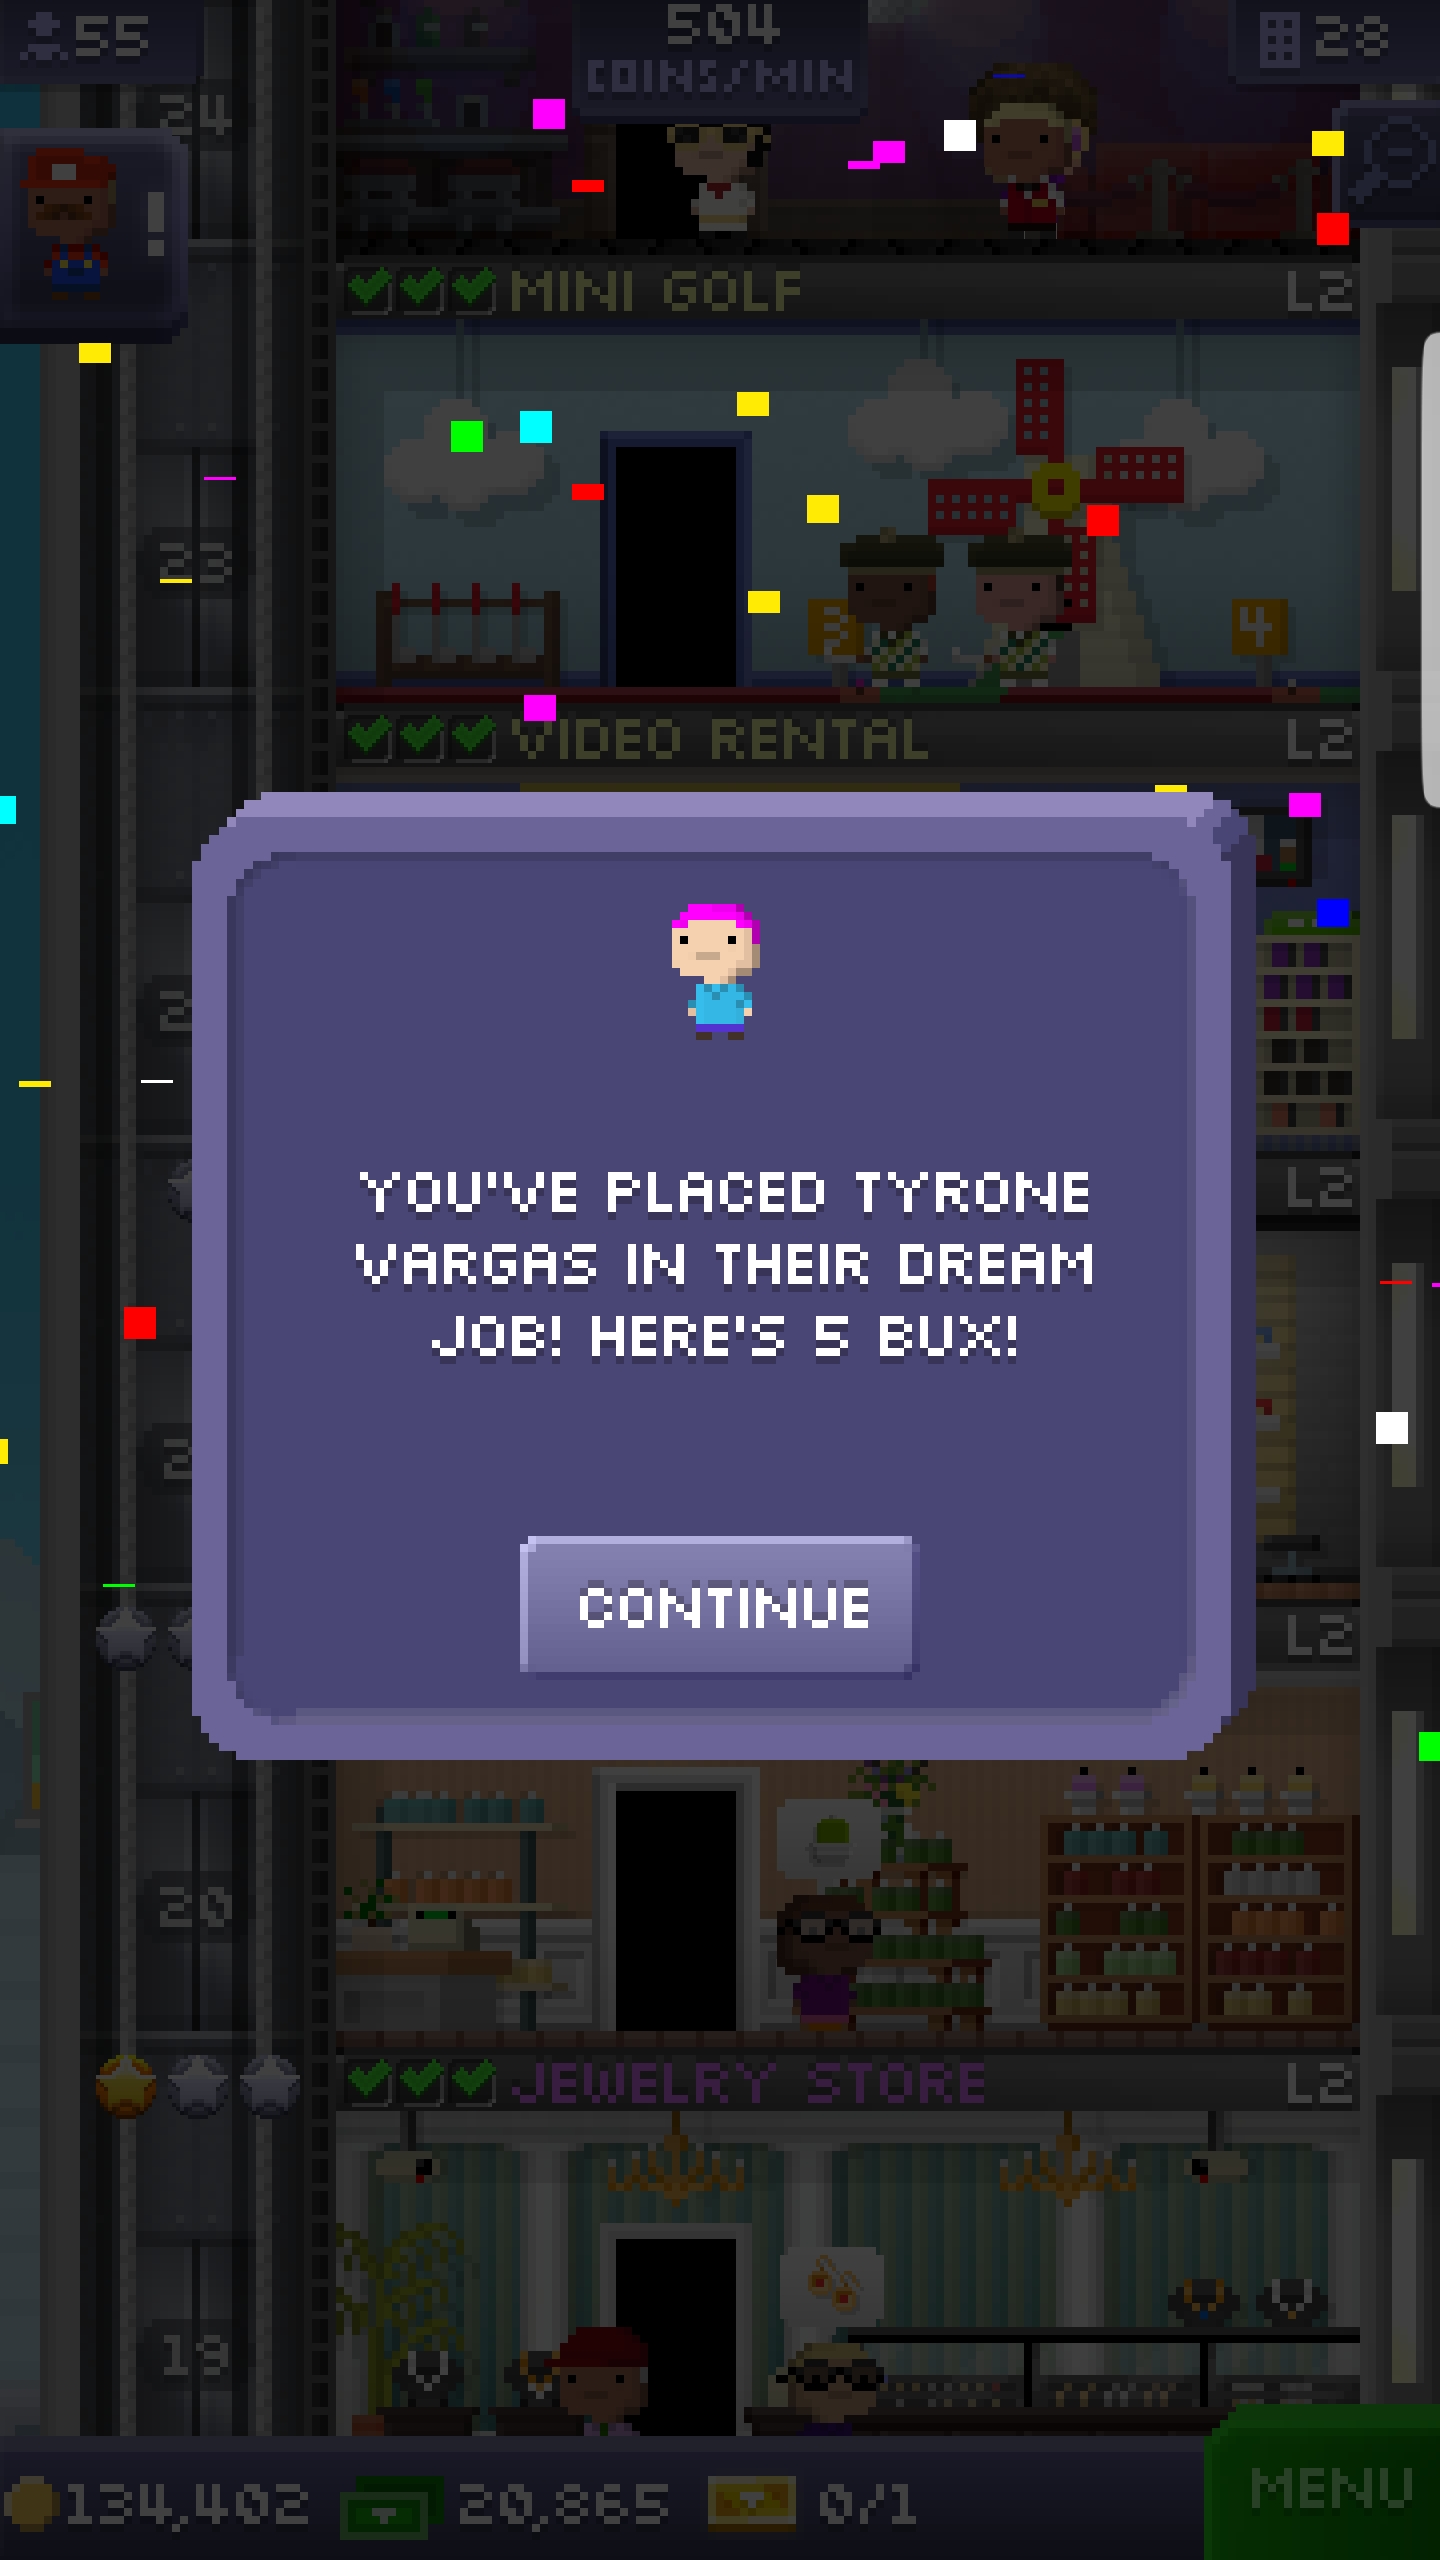 55
504
COINS/MIN
28
24
MINI GOLF L2
23
3
4
VIDEO RENTAL L2
L2
YOU'VE PLACED TYRONE
VARGAS IN THEIR DREAM
JOB! HERE'S 5 BUX!
CONTINUE
L2
20
JEWELRY STORE L2
19
134,402 20,865 0/1
MENU